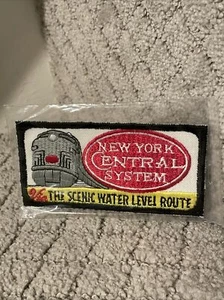 NEW YORK
CENTRAL
SYSTEM
THE SCENIC WATER LEVEL ROUTE